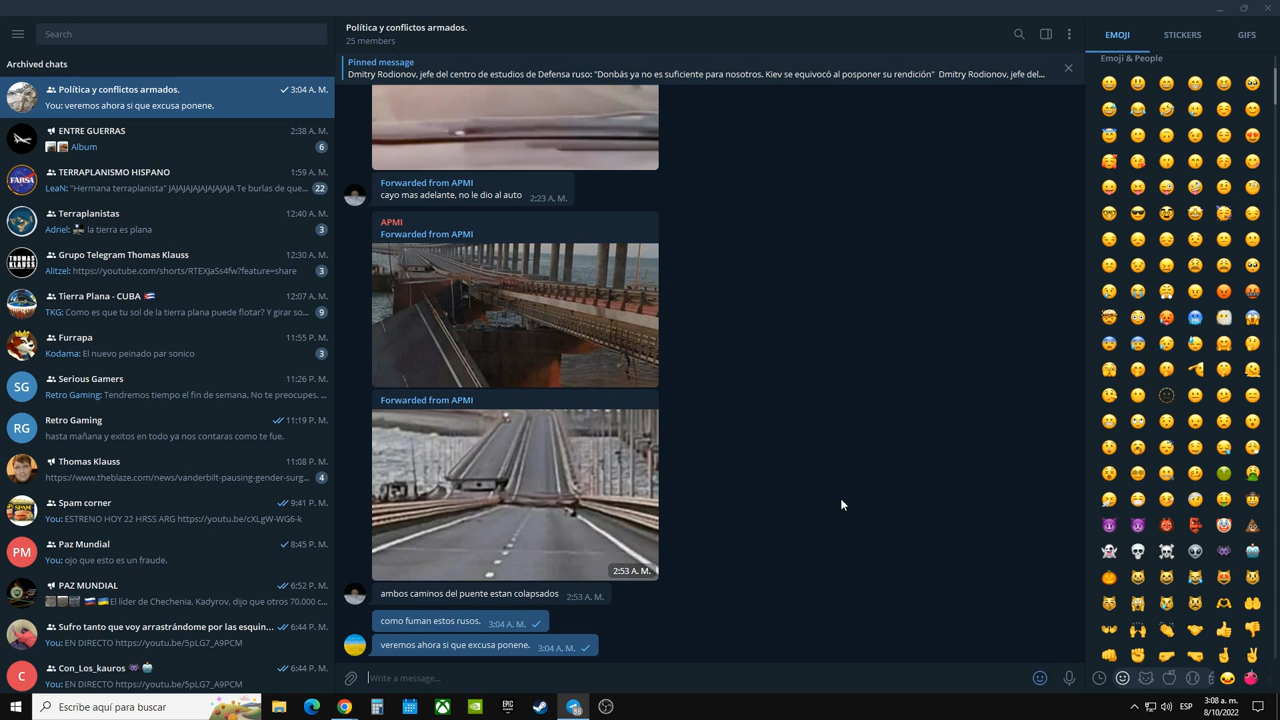 Search
Archived chats
Política y conflictos armados.
3:04 A. M.
You: veremos ahora si que excusa ponene.
ENTRE GUERRAS
2:38 A. M.
Album
6
TERRAPLANISMO HISPANO
1:59 A. M.
LeaN: "Hermana terraplanista" JAJAJAJAJAJAJAJA Te burlas de que...
22
Terraplanistas
12:40 A. M.
Adriel: la tierra es plana
3
Grupo Telegram Thomas Klauss
12:30 A. M.
Alitzel: https://youtube.com/shorts/RTEXJaSs4fw?feature=share
3
Tierra Plana - CUBA 🇨🇺
12:07 A. M.
TKG: Como es que tu sol de la tierra plana puede flotar? Y girar so...
9
Furrapa
11:55 P. M.
Kodama: El nuevo peinado par sonico
3
SG
Serious Gamers
11:26 P. M.
Retro Gaming: Tendremos tiempo el fin de semana. No te preocupes. ...
RG
Retro Gaming
11:19 P. M.
hasta mañana y exitos en todo ya nos contaras como te fue.
Thomas Klauss
11:08 P. M.
https://www.theblaze.com/news/vanderbilt-pausing-gender-surg...
4
Spam corner
9:41 P. M.
You: ESTRENO HOY 22 HRSS ARG https://youtu.be/cXLgW-WG6-k
PM
Paz Mundial
8:45 P. M.
You: ojo que esto es un fraude.
PAZ MUNDIAL
6:52 P. M.
El líder de Chechenia, Kadyrov, dijo que otros 70.000 c...
Sufro tanto que voy arrastrándome por las esquin...
6:44 P. M.
You: EN DIRECTO https://youtu.be/5pLG7_A9PCM
C
Con_Los_kauros
6:44 P. M.
You: EN DIRECTO https://youtu.be/5pLG7_A9PCM
Política y conflictos armados.
25 members
Pinned message
Dmitry Rodionov, jefe del centro de estudios de Defensa ruso: "Donbás ya no es suficiente para nosotros. Kiev se equivocó al posponer su rendición" Dmitry Rodionov, jefe del...
Forwarded from APMI
cayo mas adelante, no le dio al auto 2:23 A. M.
APMI
Forwarded from APMI
Forwarded from APMI
2:53 A. M.
ambos caminos del puente estan colapsados 2:53 A. M.
como fuman estos rusos. 3:04 A. M.
veremos ahora si que excusa ponene. 3:04 A. M.
Write a message...
EMOJI STICKERS GIFS
Emoji & People
Escribe aquí para buscar
ESP
3:08 a. m.
8/10/2022